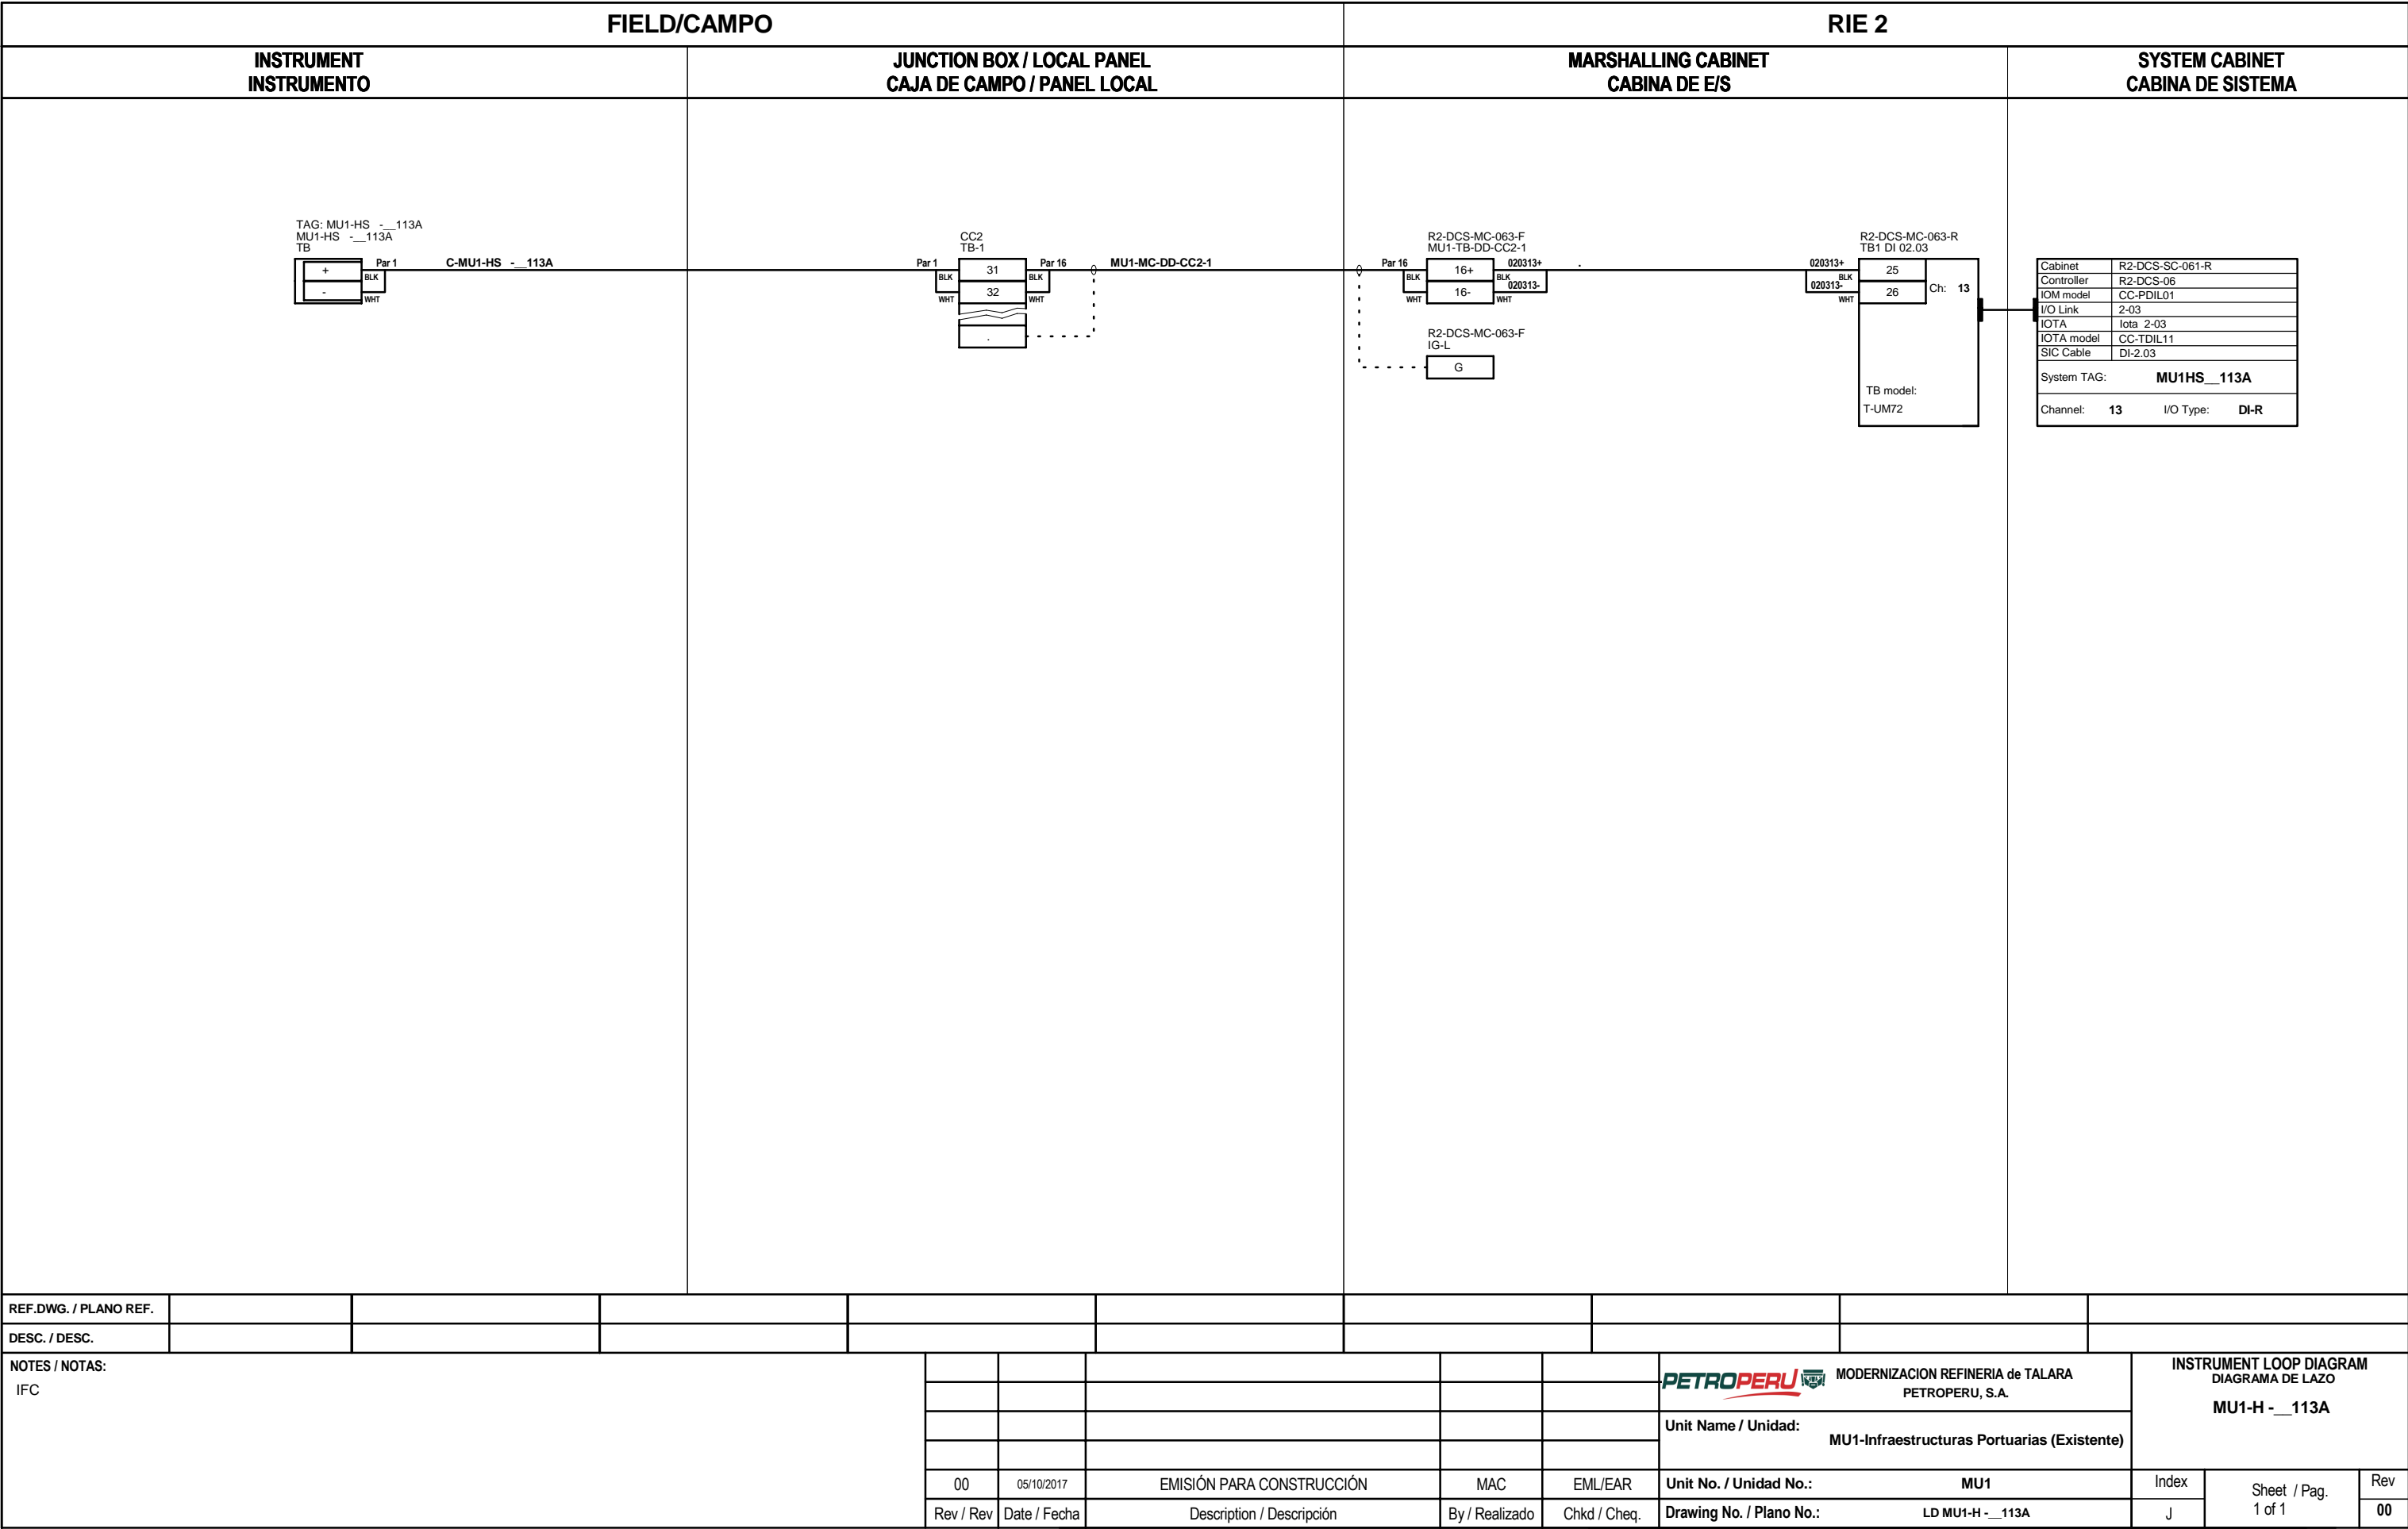 FIELD/CAMPO
RIE 2
INSTRUMENT
INSTRUMENTO
JUNCTION BOX / LOCAL PANEL
CAJA DE CAMPO / PANEL LOCAL
MARSHALLING CABINET
CABINA DE E/S
SYSTEM CABINET
CABINA DE SISTEMA
TAG: MU1-HS -__113A
MU1-HS -__113A
TB
+
-
Par 1
BLK
WHT
C-MU1-HS -__113A
CC2
TB-1
Par 1
BLK
WHT
31
32
.
Par 16
BLK
WHT
MU1-MC-DD-CC2-1
R2-DCS-MC-063-F
MU1-TB-DD-CC2-1
Par 16
BLK
WHT
16+
16-
020313+
BLK
020313-
WHT
.
R2-DCS-MC-063-F
IG-L
G
R2-DCS-MC-063-R
TB1 DI 02.03
020313+
BLK
020313-
WHT
25
26
Ch: 13
TB model:
T-UM72
Cabinet R2-DCS-SC-061-R
Controller R2-DCS-06
IOM model CC-PDIL01
I/O Link 2-03
IOTA Iota 2-03
IOTA model CC-TDIL11
SIC Cable DI-2.03
System TAG: MU1HS__113A
Channel: 13 I/O Type: DI-R
REF.DWG. / PLANO REF.
DESC. / DESC.
NOTES / NOTAS:
IFC
00 05/10/2017 EMISIÓN PARA CONSTRUCCIÓN MAC EML/EAR
Rev / Rev Date / Fecha Description / Descripción By / Realizado Chkd / Cheq.
PETROPERU
MODERNIZACION REFINERIA de TALARA
PETROPERU, S.A.
Unit Name / Unidad:
MU1-Infraestructuras Portuarias (Existente)
Unit No. / Unidad No.: MU1
Drawing No. / Plano No.: LD MU1-H -__113A
INSTRUMENT LOOP DIAGRAM
DIAGRAMA DE LAZO
MU1-H -__113A
Index
J
Sheet / Pag.
1 of 1
Rev
00